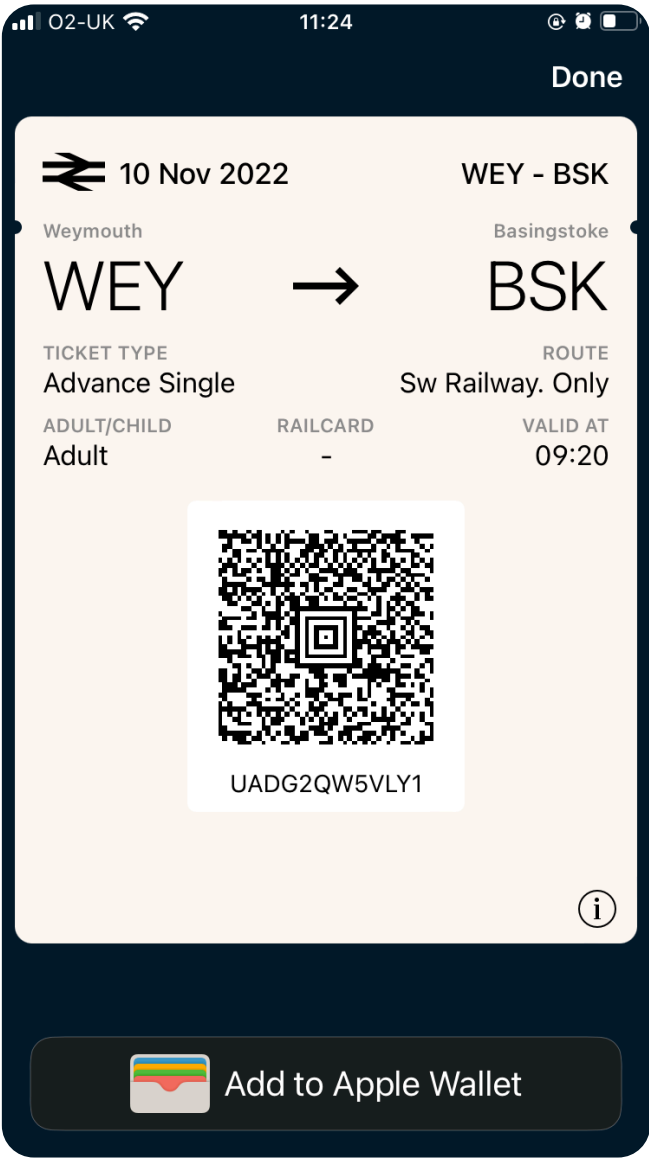 O2-UK 11:24
Done
10 Nov 2022 WEY - BSK
Weymouth Basingstoke
WEY → BSK
TICKET TYPE ROUTE
Advance Single Sw Railway. Only
ADULT/CHILD RAILCARD VALID AT
Adult - 09:20
UADG2QW5VLY1
i
Add to Apple Wallet